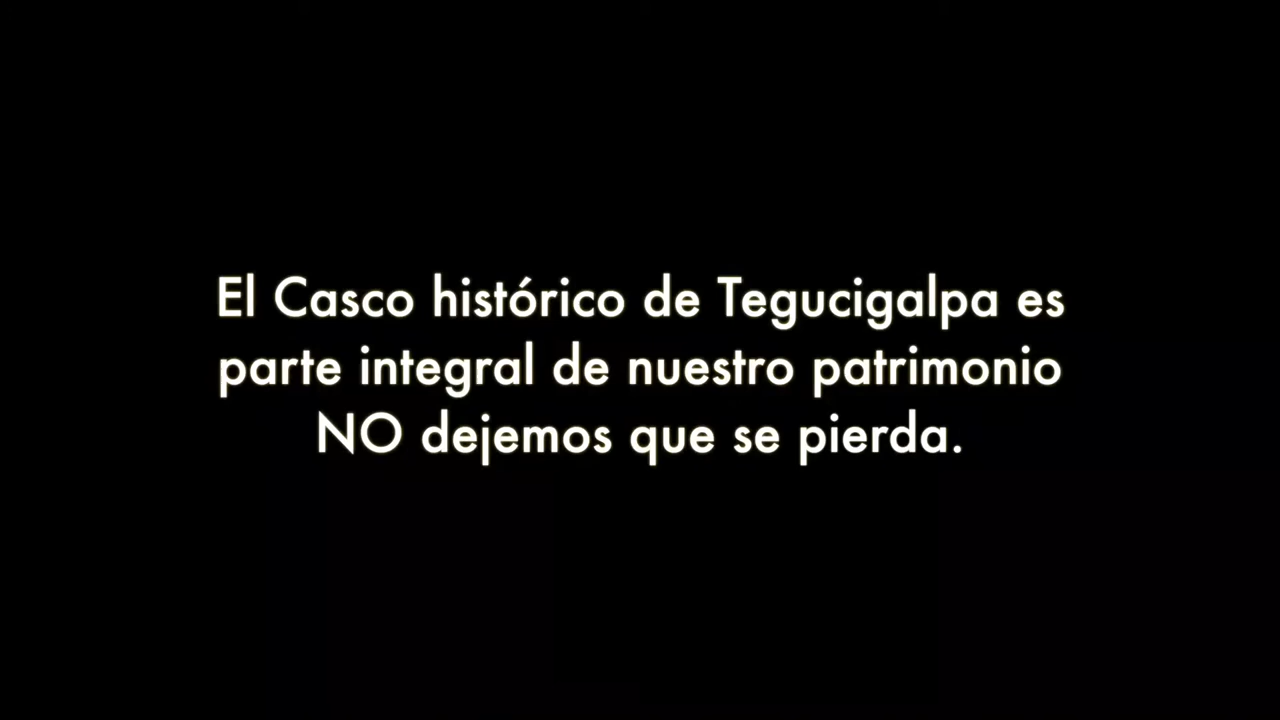 El Casco histórico de Tegucigalpa es
parte integral de nuestro patrimonio
NO dejemos que se pierda.